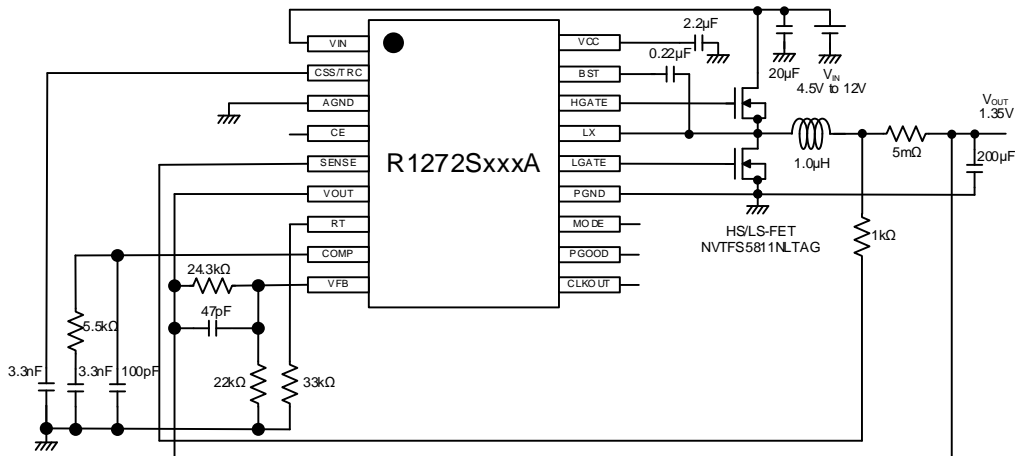 VIN
CSS/TRC
AGND
CE
SENSE
VOUT
RT
COMP
VFB
R1272SxxxA
VCC
BST
HGATE
LX
LGATE
PGND
MODE
PGOOD
CLKOUT
2.2µF
0.22µF
20µF
VIN
4.5V to 12V
VOUT
1.35V
1.0µH
5mΩ
200µF
HS/LS-FET
NVTFS5811NLTAG
1kΩ
24.3kΩ
47pF
5.5kΩ
3.3nF
3.3nF
100pF
22kΩ
33kΩ